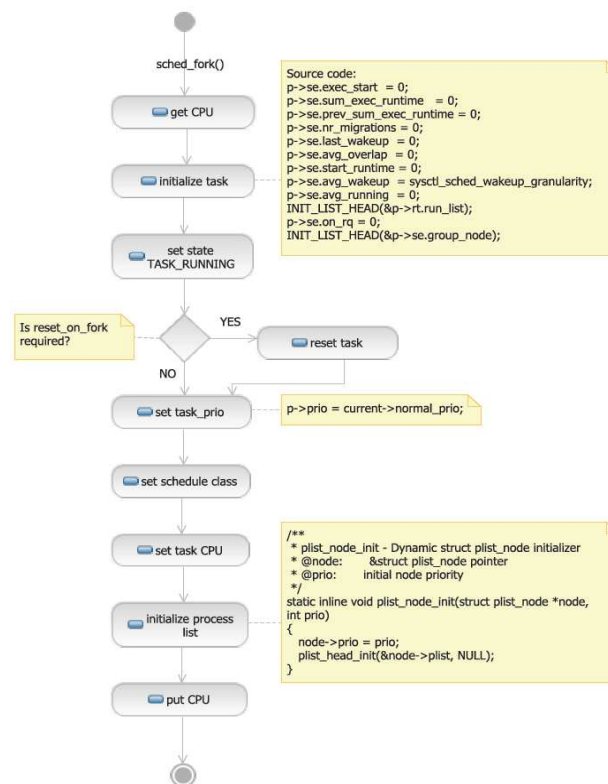 sched_fork()
get CPU
Source code:
p->se.exec_start = 0;
p->se.sum_exec_runtime = 0;
p->se.prev_sum_exec_runtime = 0;
p->se.nr_migrations = 0;
p->se.last_wakeup = 0;
p->se.avg_overlap = 0;
p->se.start_runtime = 0;
p->se.avg_wakeup = sysctl_sched_wakeup_granularity;
p->se.avg_running = 0;
INIT_LIST_HEAD(&p->rt.run_list);
p->se.on_rq = 0;
INIT_LIST_HEAD(&p->se.group_node);
initialize task
set state
TASK_RUNNING
Is reset_on_fork
required?
YES
reset task
NO
set task_prio
p->prio = current->normal_prio;
set schedule class
set task CPU
/**
* plist_node_init - Dynamic struct plist_node initializer
* @node: &struct plist_node pointer
* @prio: initial node priority
*/
static inline void plist_node_init(struct plist_node *node,
int prio)
{
node->prio = prio;
plist_head_init(&node->plist, NULL);
}
initialize process
list
put CPU